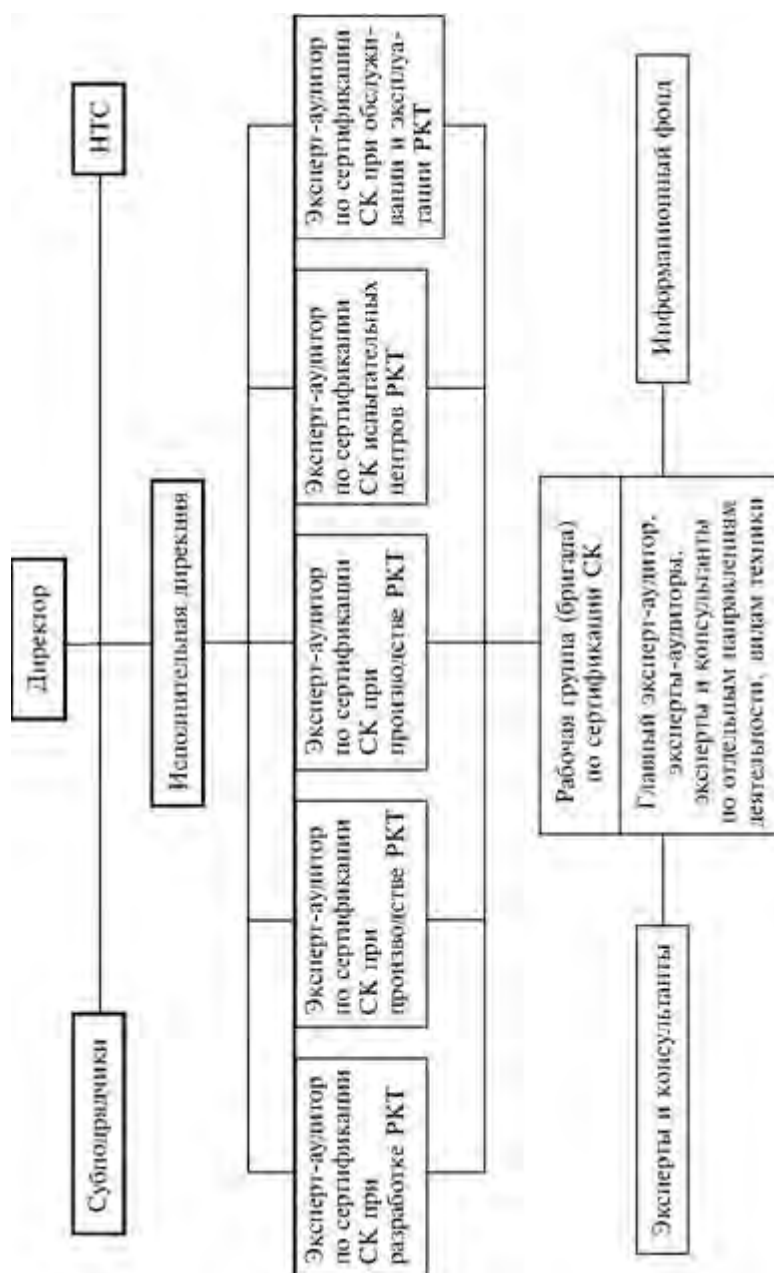 Директор
Субподрядчики
НТС
Исполнительная дирекция
Эксперт-аудитор
по сертификации
СК при
разработке РКТ
Эксперт-аудитор
по сертификации
СК при
производстве РКТ
Эксперт-аудитор
по сертификации
СК при
производстве РКТ
Эксперт-аудитор
по сертификации
СК испытательных
центров РКТ
Эксперт-аудитор
по сертификации
СК при обслужи-
вании и эксплуа-
тации РКТ
Рабочая группа (бригада)
по сертификации СК
Главный эксперт-аудитор,
эксперты-аудиторы,
эксперты и консультанты
по отдельным направлениям
деятельности, видам техники
Эксперты и консультанты
Информационный фонд